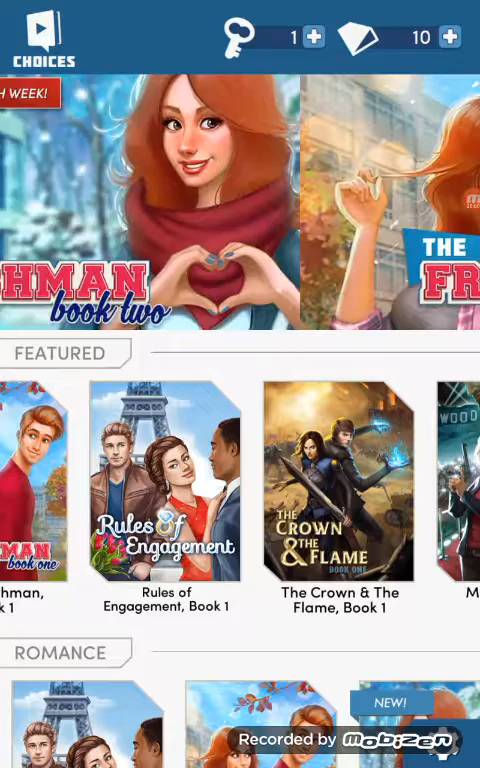 CHOICES
1
10
H WEEK!
HMAN
book two
THE
FR
FEATURED
MAN
book one
Rules of
Engagement
THE
CROWN
& THE
FLAME
BOOK ONE
WOOD
hman,
k 1
Rules of
Engagement, Book 1
The Crown & The
Flame, Book 1
M
ROMANCE
NEW!
Recorded by mobizen